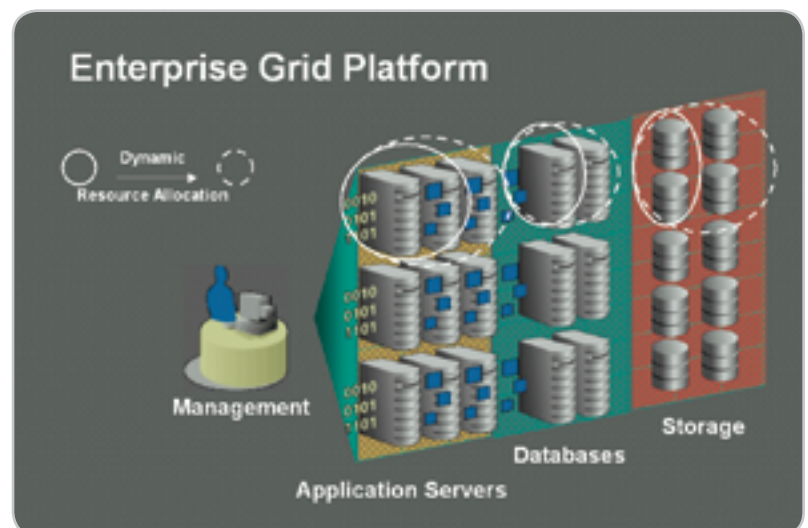 Enterprise Grid Platform
Dynamic
Resource Allocation
0010
0101
1101
0010
0101
1101
0010
0101
1101
Management
Storage
Databases
Application Servers